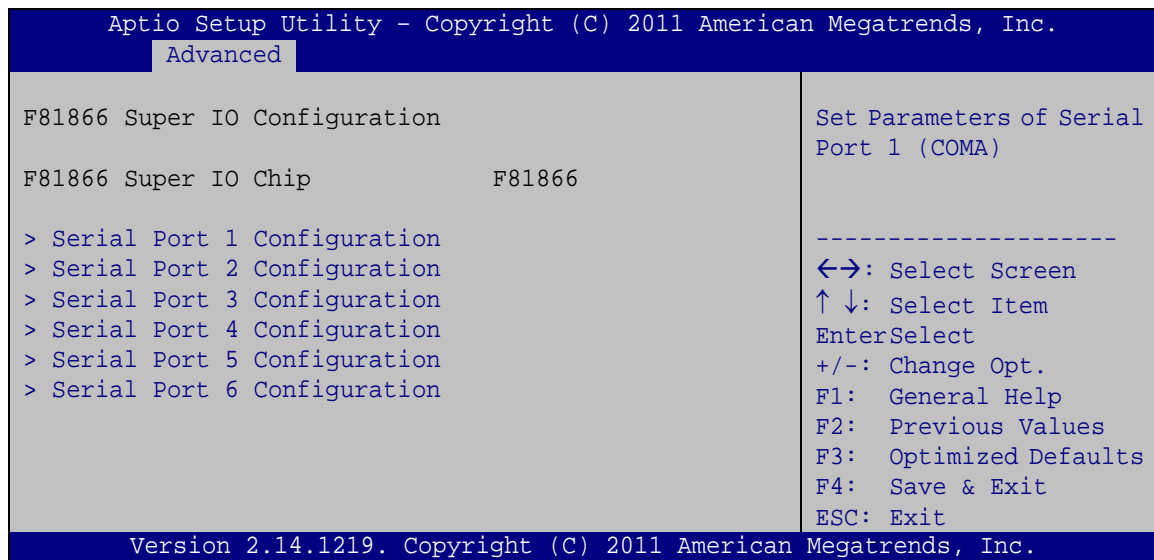 Aptio Setup Utility – Copyright (C) 2011 American Megatrends, Inc.
Advanced
F81866 Super IO Configuration
F81866 Super IO Chip F81866
> Serial Port 1 Configuration
> Serial Port 2 Configuration
> Serial Port 3 Configuration
> Serial Port 4 Configuration
> Serial Port 5 Configuration
> Serial Port 6 Configuration
Set Parameters of Serial
Port 1 (COMA)
---------------------
←→: Select Screen
↑ ↓: Select Item
EnterSelect
+/-: Change Opt.
F1: General Help
F2: Previous Values
F3: Optimized Defaults
F4: Save & Exit
ESC: Exit
Version 2.14.1219. Copyright (C) 2011 American Megatrends, Inc.